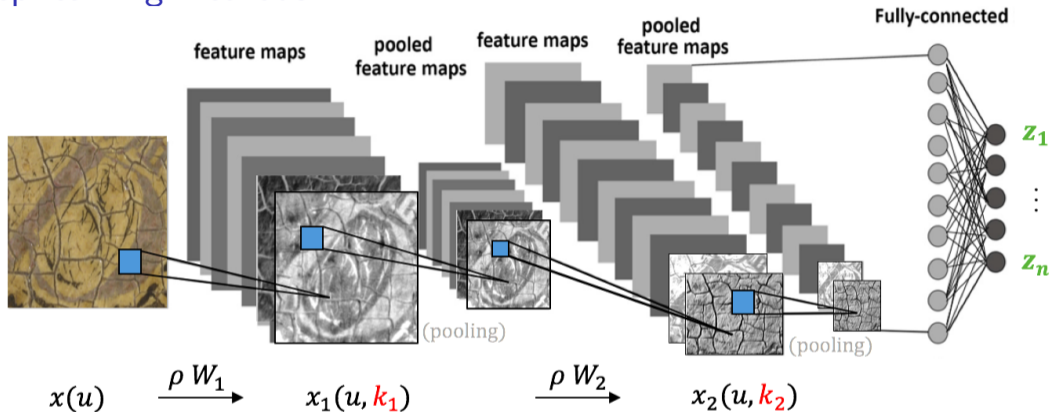 Fully-connected
feature maps
pooled
feature maps
feature maps
pooled
feature maps
z₁
⋮
zₙ
(pooling)
(pooling)
x(u)
ρ W₁
x₁(u, k₁)
ρ W₂
x₂(u, k₂)